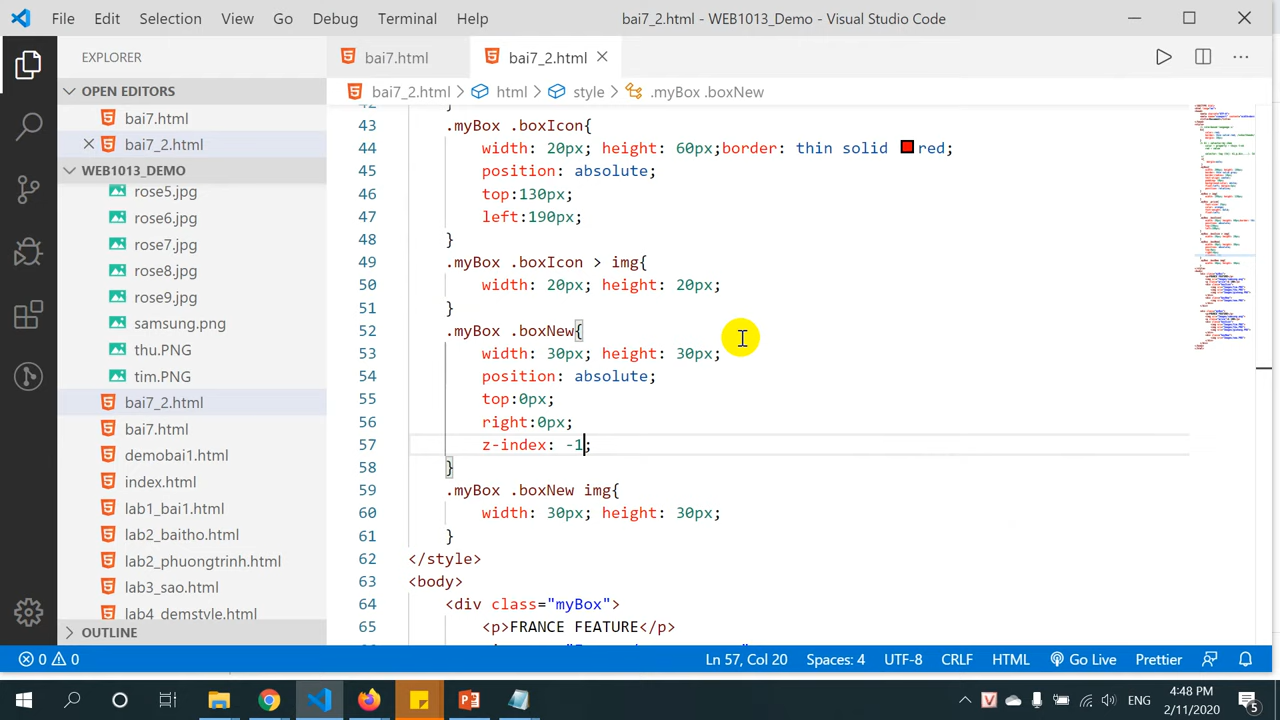 File Edit Selection View Go Debug Terminal Help bai7_2.html - WEB1013_Demo - Visual Studio Code
EXPLORER
OPEN EDITORS
bai7.html
bai7_2.html
WEB1013_DEMO
rose5.jpg
rose6.jpg
rose7.jpg
rose8.jpg
rose9.jpg
samsung.png
thu.PNG
tim.PNG
bai7_2.html
bai7.html
demobai1.html
index.html
lab1_bai1.html
lab2_baitho.html
lab2_phuongtrinh.html
lab3_sao.html
lab4_demstyle.html
OUTLINE
bai7.html bai7_2.html
bai7_2.html > html > style > .myBox .boxNew
42 }
43 .myBox .boxIcon{
44 width: 20px; height: 60px;border: thin solid red;
45 position: absolute;
46 top:130px;
47 left:190px;
48 }
49 .myBox .boxIcon > img{
50 width: 20px; height: 20px;
51 }
52 .myBox .boxNew{
53 width: 30px; height: 30px;
54 position: absolute;
55 top:0px;
56 right:0px;
57 z-index: -1;
58 }
59 .myBox .boxNew img{
60 width: 30px; height: 30px;
61 }
62 </style>
63 <body>
64 <div class="myBox">
65 <p>FRANCE FEATURE</p>
0 0 Ln 57, Col 20 Spaces: 4 UTF-8 CRLF HTML Go Live Prettier
ENG 4:48 PM
2/11/2020 5